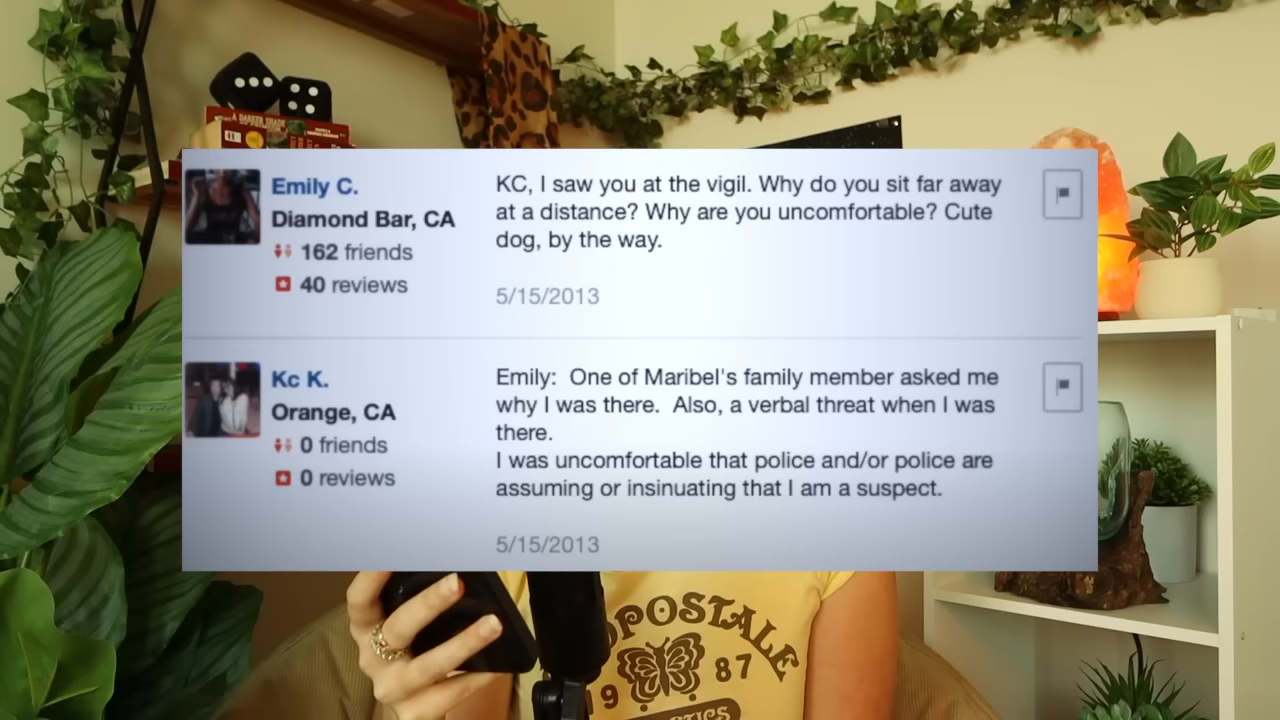 Emily C.
Diamond Bar, CA
162 friends
40 reviews
KC, I saw you at the vigil. Why do you sit far away
at a distance? Why are you uncomfortable? Cute
dog, by the way.
5/15/2013
Kc K.
Orange, CA
0 friends
0 reviews
Emily:  One of Maribel's family member asked me
why I was there.  Also, a verbal threat when I was
there.
I was uncomfortable that police and/or police are
assuming or insinuating that I am a suspect.
5/15/2013
OPOSTALE
19 87